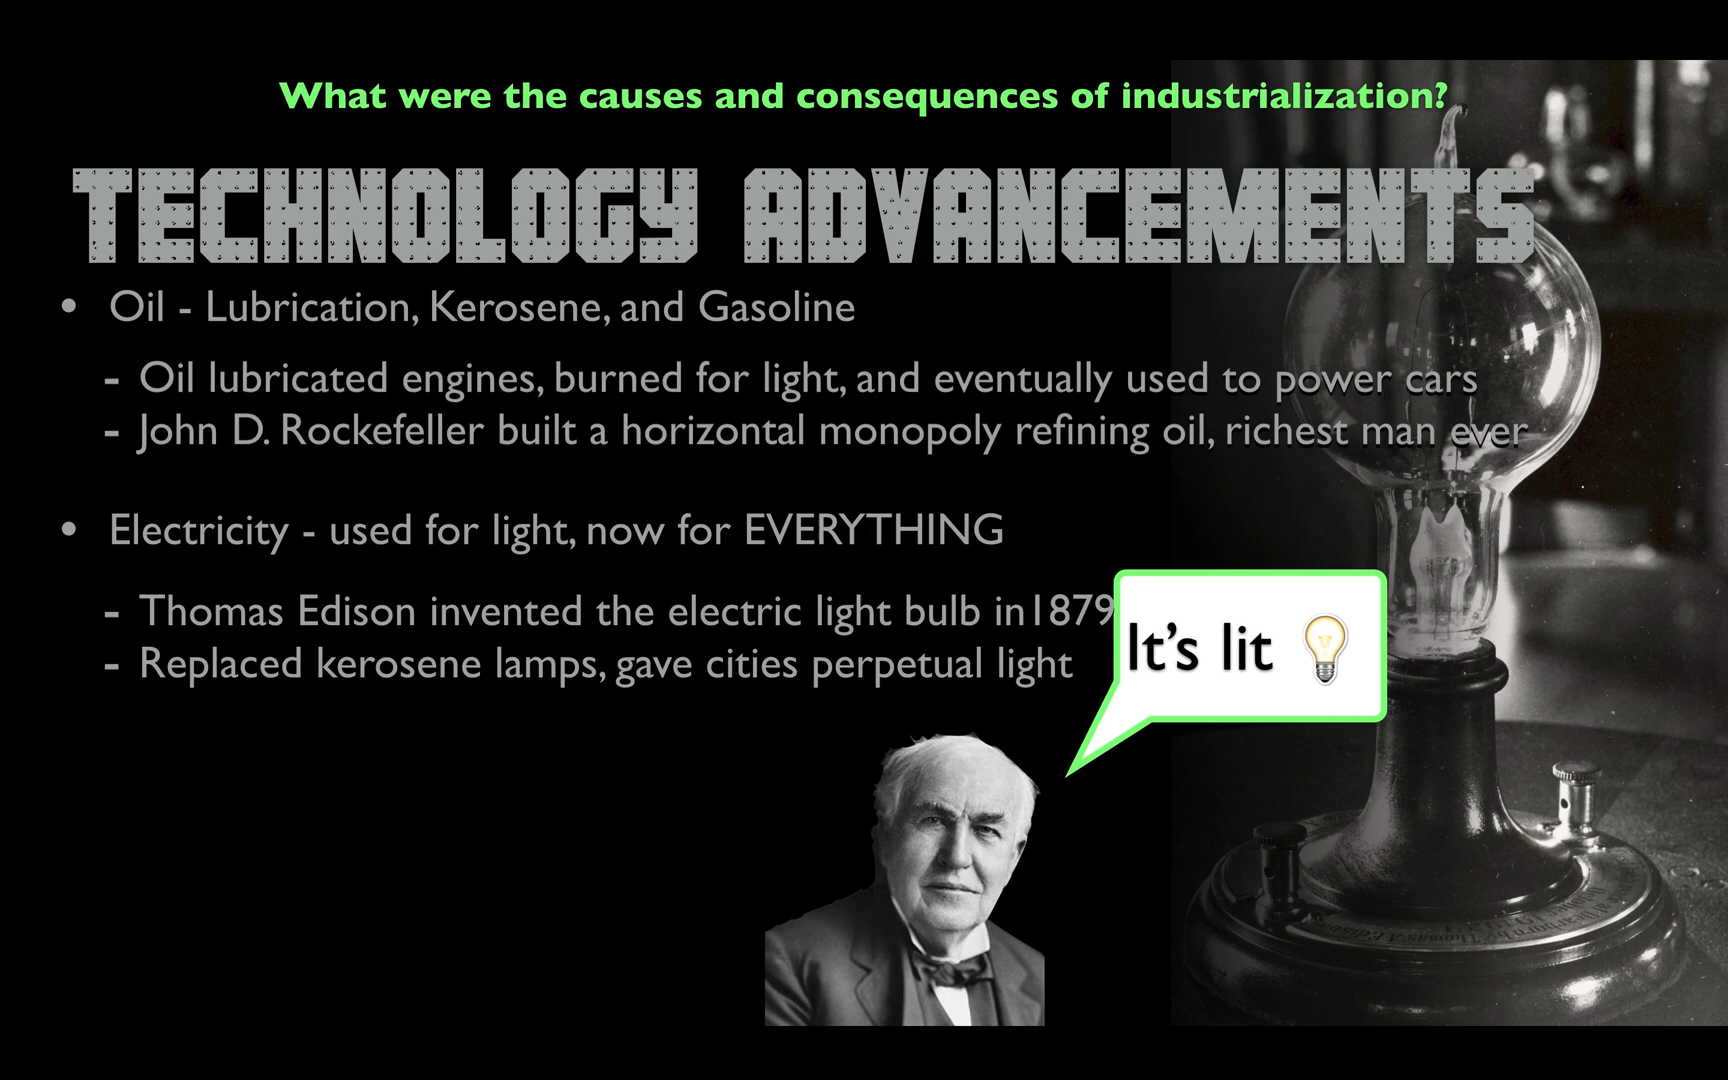 What were the causes and consequences of industrialization?
TECHNOLOGY ADVANCEMENTS
• Oil - Lubrication, Kerosene, and Gasoline
- Oil lubricated engines, burned for light, and eventually used to power cars
- John D. Rockefeller built a horizontal monopoly refining oil, richest man ever
• Electricity - used for light, now for EVERYTHING
- Thomas Edison invented the electric light bulb in1879
- Replaced kerosene lamps, gave cities perpetual light
It's lit 💡